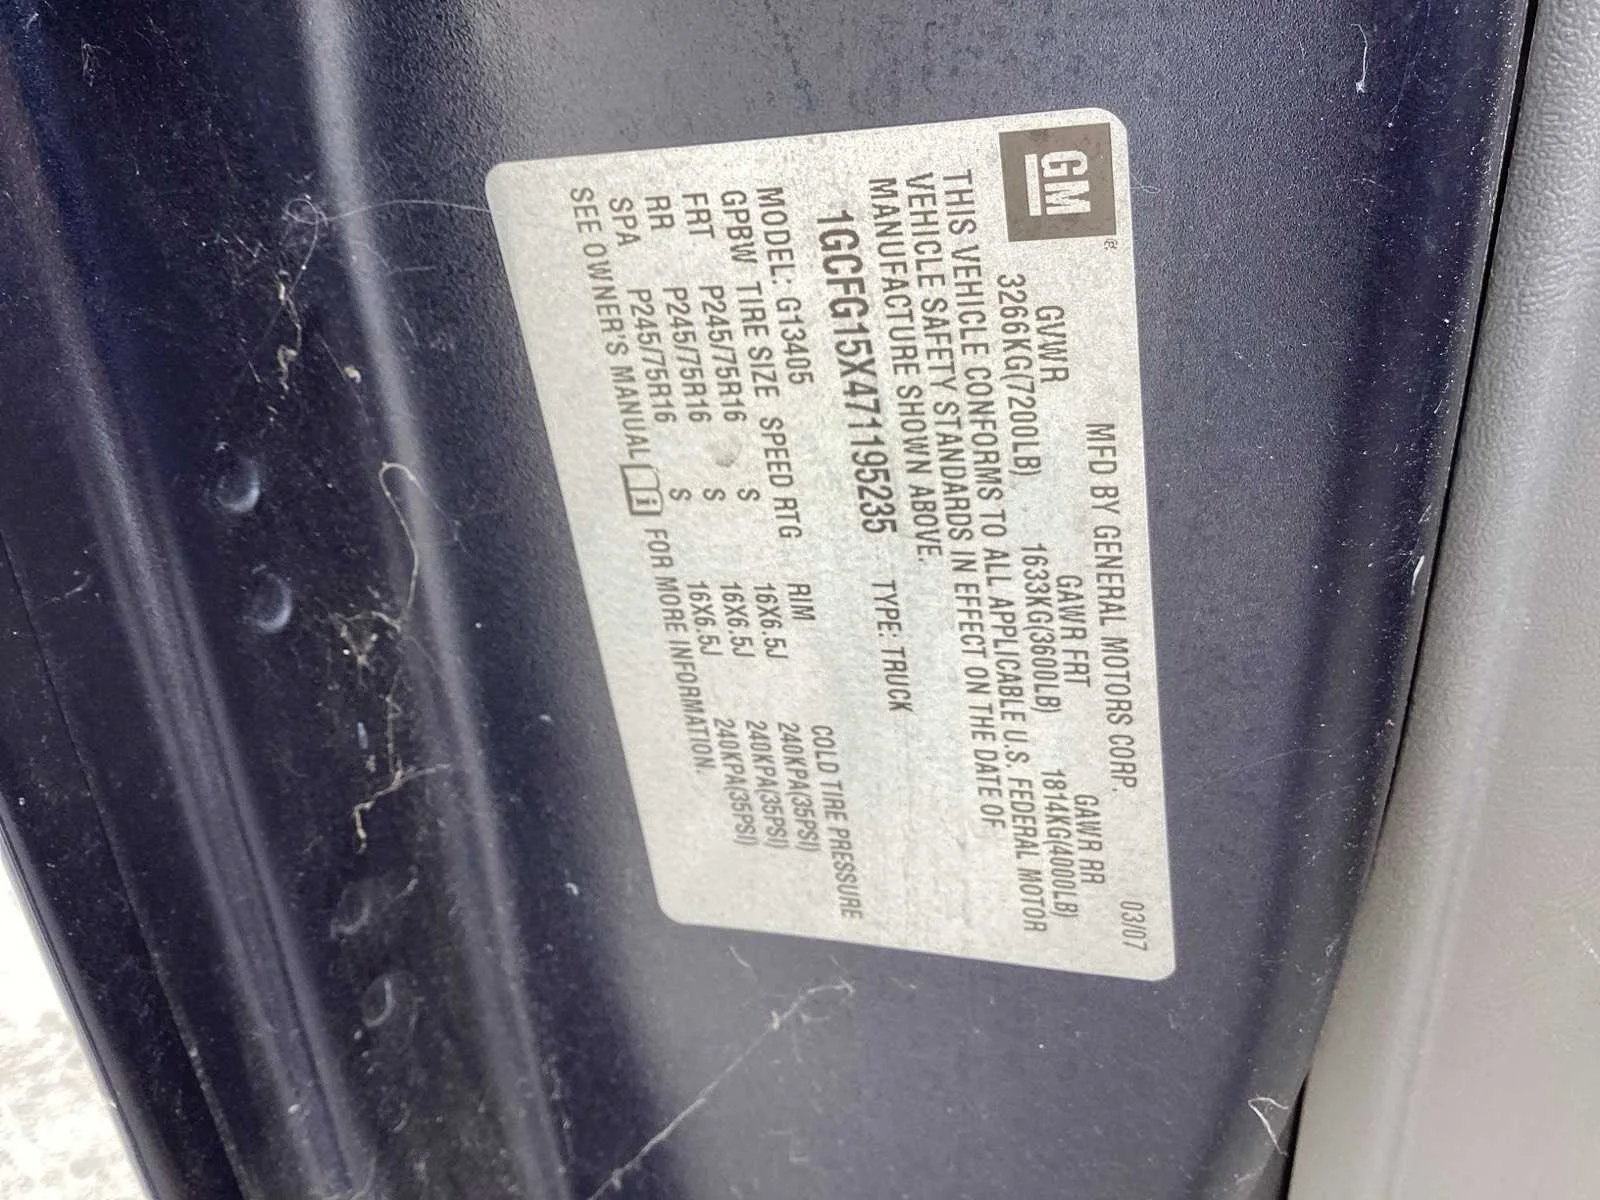 GM®
MFD BY GENERAL MOTORS CORP. 03/07
GVWR GAWR FRT GAWR RR
3266KG(7200LB) 1633KG(3600LB) 1814KG(4000LB)
THIS VEHICLE CONFORMS TO ALL APPLICABLE U.S. FEDERAL MOTOR
VEHICLE SAFETY STANDARDS IN EFFECT ON THE DATE OF
MANUFACTURE SHOWN ABOVE.
1GCFG15X471195235 TYPE: TRUCK
MODEL: G13405
GPBW TIRE SIZE SPEED RTG RIM COLD TIRE PRESSURE
FRT P245/75R16 S 16X6.5J 240KPA(35PSI)
RR P245/75R16 S 16X6.5J 240KPA(35PSI)
SPA P245/75R16 S 16X6.5J 240KPA(35PSI)
SEE OWNER'S MANUAL i FOR MORE INFORMATION.